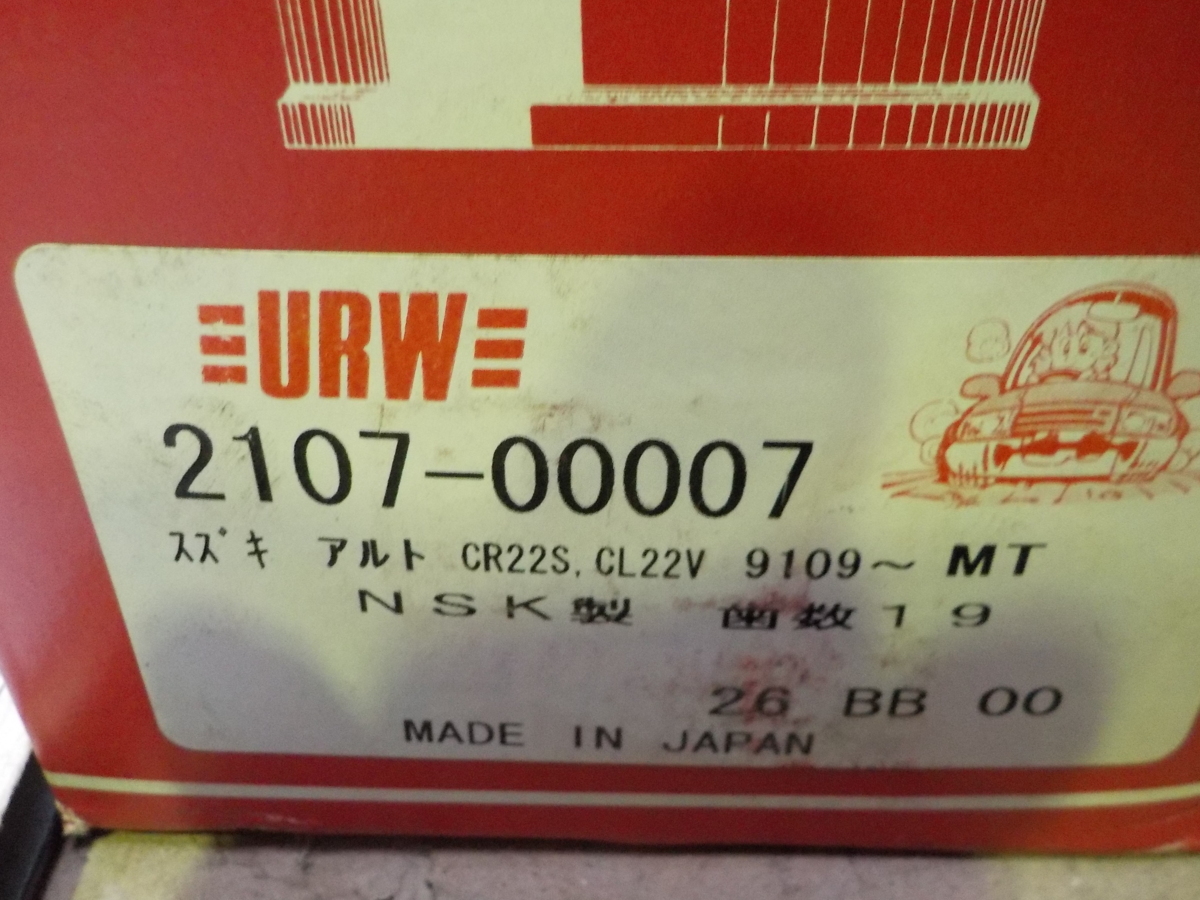 URW
2107-00007
ｽｽﾞｷ ｱﾙﾄ CR22S, CL22V 9109～ MT
ＮＳＫ製 歯数１９
26 BB 00
MADE IN JAPAN